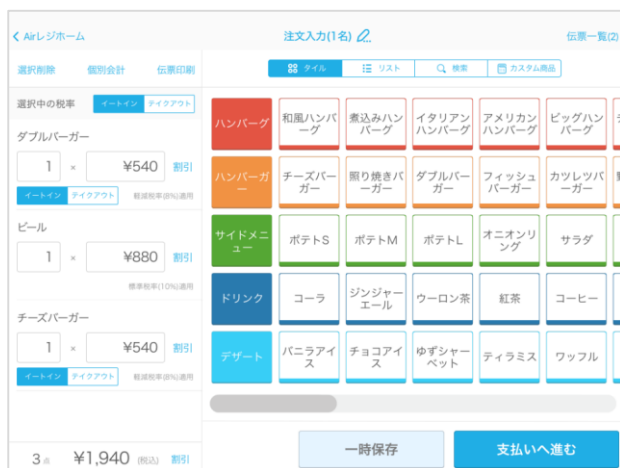 Airレジホーム
注文入力(1名)
伝票一覧(2)
選択削除 個別会計 伝票印刷
タイル リスト 検索 カスタム商品
選択中の税率 イートイン テイクアウト
ダブルバーガー
1 × ¥540 割引
イートイン テイクアウト 軽減税率(8%)適用
ビール
1 × ¥880 割引
標準税率(10%)適用
チーズバーガー
1 × ¥540 割引
イートイン テイクアウト 軽減税率(8%)適用
3点 ¥1,940 (税込) 割引
ハンバーグ
和風ハンバ
ーグ
煮込みハン
バーグ
イタリアン
ハンバーグ
アメリカン
ハンバーグ
ビッグハン
バーグ
ハンバーガ
ー
チーズバー
ガー
照り焼きバ
ーガー
ダブルバー
ガー
フィッシュ
バーガー
カツレツバ
ーガー
サイドメニ
ュー
ポテトS
ポテトM
ポテトL
オニオンリ
ング
サラダ
ドリンク
コーラ
ジンジャー
エール
ウーロン茶
紅茶
コーヒー
デザート
バニラアイ
ス
チョコアイ
ス
ゆずシャー
ベット
ティラミス
ワッフル
一時保存
支払いへ進む